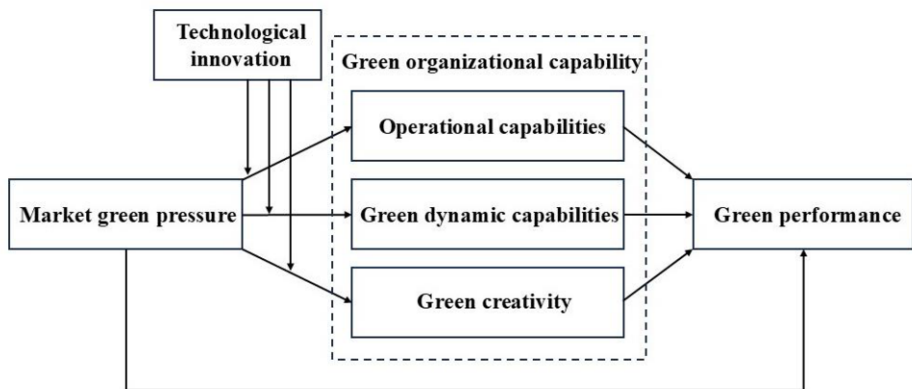 Technological
innovation
Green organizational capability
Operational capabilities
Market green pressure
Green dynamic capabilities
Green performance
Green creativity